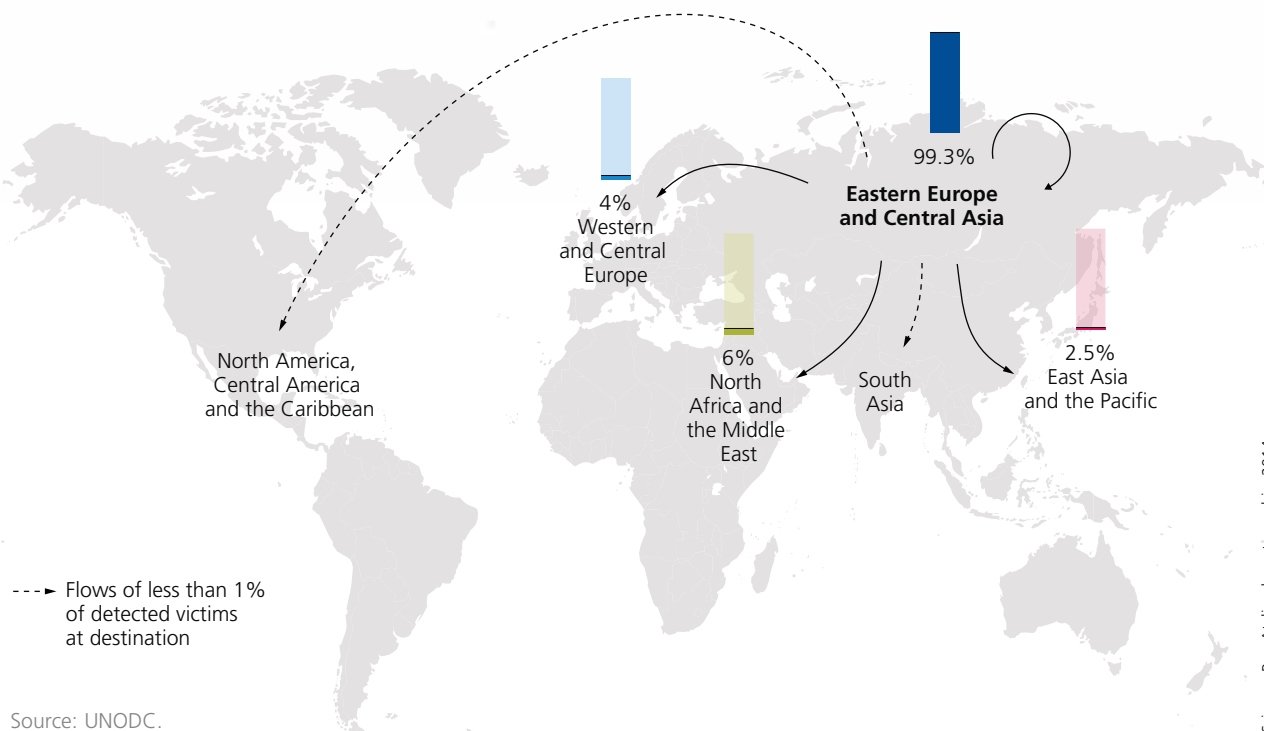 99.3%
Eastern Europe
and Central Asia
4%
Western
and Central
Europe
6%
North
Africa and
the Middle
East
South
Asia
2.5%
East Asia
and the Pacific
North America,
Central America
and the Caribbean
Flows of less than 1%
of detected victims
at destination
Source: UNODC.